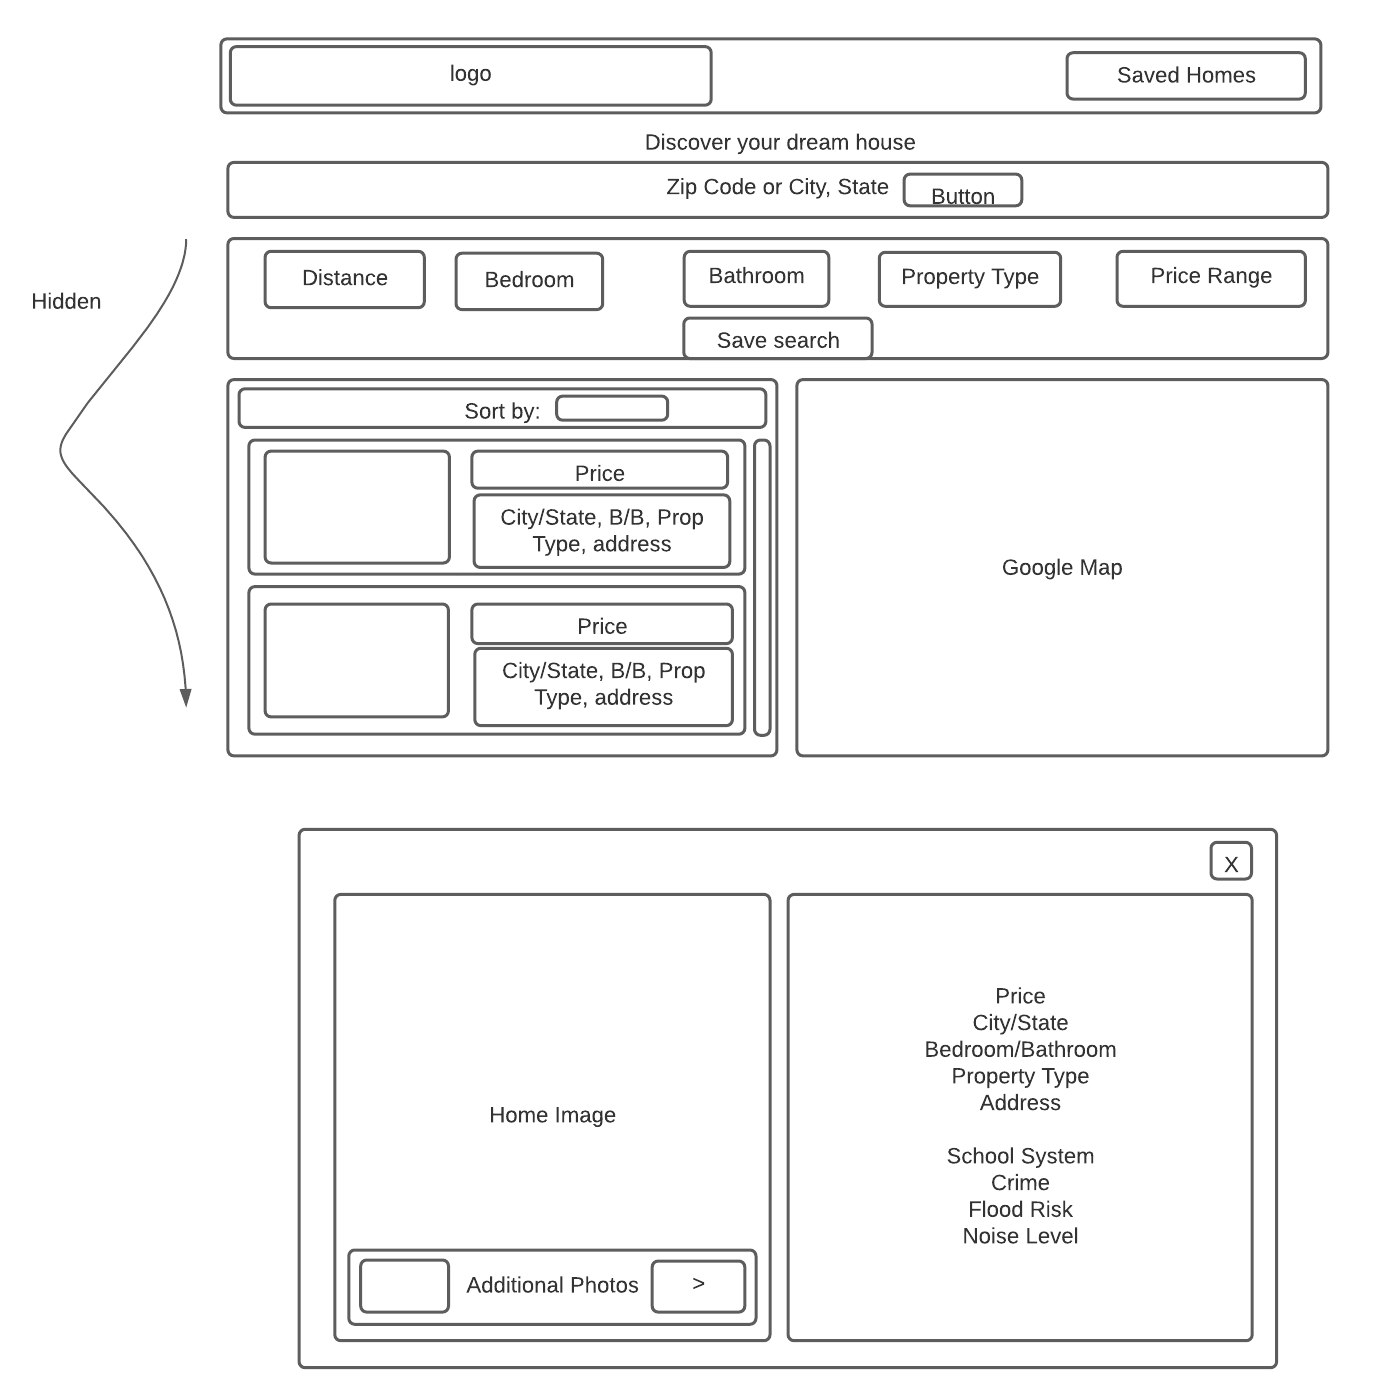 logo
Saved Homes
Discover your dream house
Zip Code or City, State
Button
Hidden
Distance
Bedroom
Bathroom
Property Type
Price Range
Save search
Sort by:
Price
City/State, B/B, Prop
Type, address
Price
City/State, B/B, Prop
Type, address
Google Map
X
Home Image
Additional Photos
>
Price
City/State
Bedroom/Bathroom
Property Type
Address
School System
Crime
Flood Risk
Noise Level